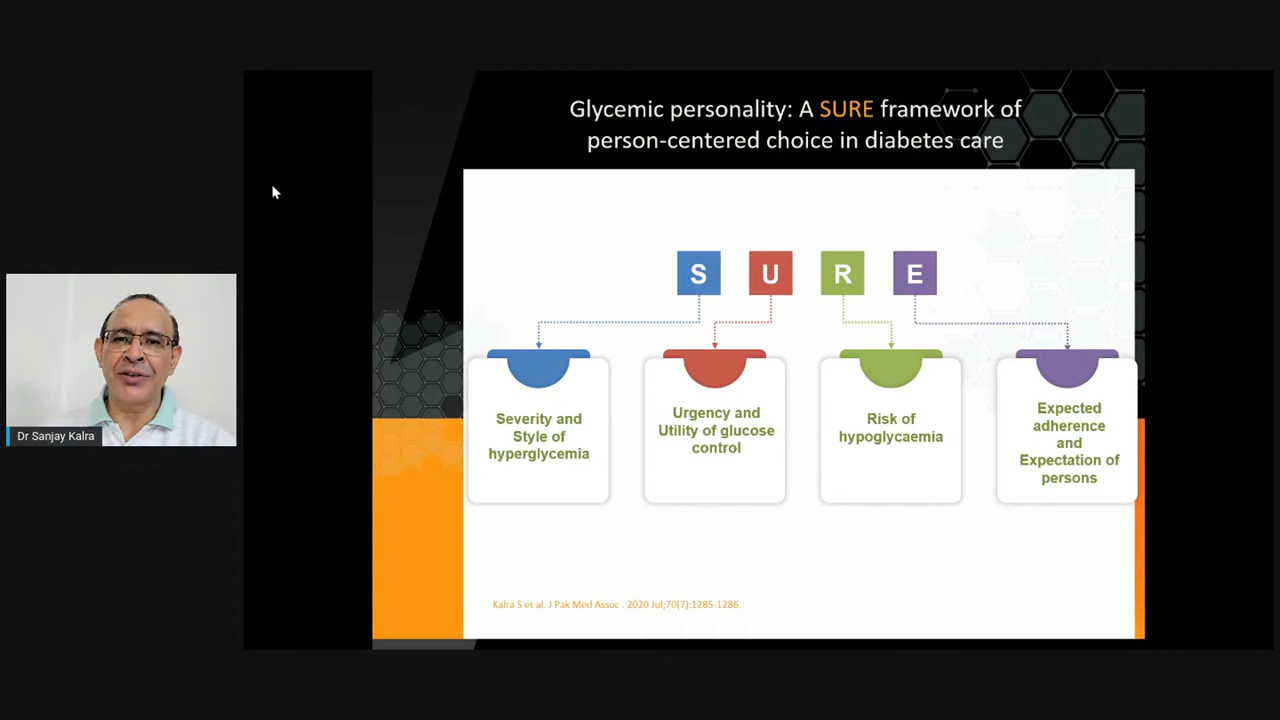 Glycemic personality: A SURE framework of
person-centered choice in diabetes care
S U R E
Severity and
Style of
hyperglycemia
Urgency and
Utility of glucose
control
Risk of
hypoglycaemia
Expected
adherence
and
Expectation of
persons
Kalra S et al. J Pak Med Assoc . 2020 Jul;70(7):1285-1286.
Dr Sanjay Kalra